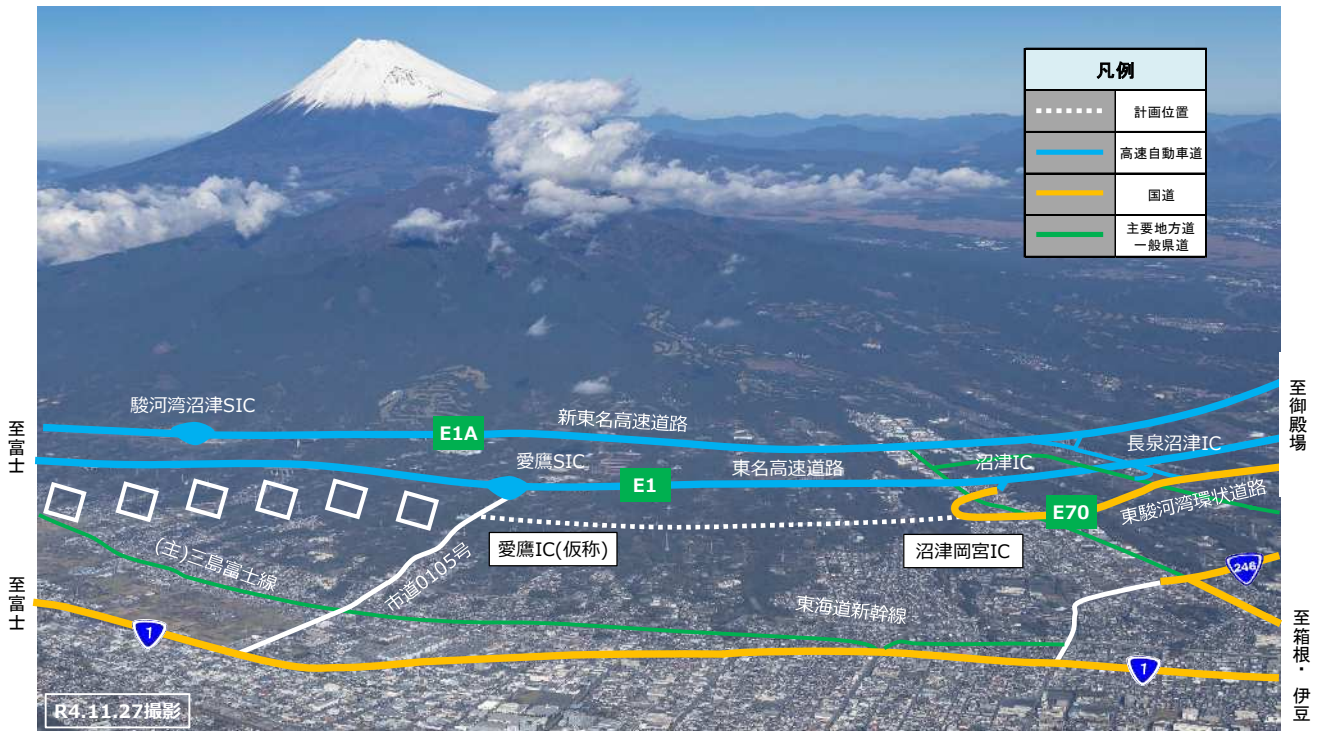 凡例
計画位置
高速自動車道
国道
主要地方道
一般県道
至御殿場
至富士
駿河湾沼津SIC
E1A
新東名高速道路
愛鷹SIC
E1
東名高速道路
沼津IC
長泉沼津IC
E70
東駿河湾環状道路
愛鷹IC(仮称)
沼津岡宮IC
(主)三島富士線
市道0105号
東海道新幹線
246
至富士
1
1
至箱根・伊豆
R4.11.27撮影